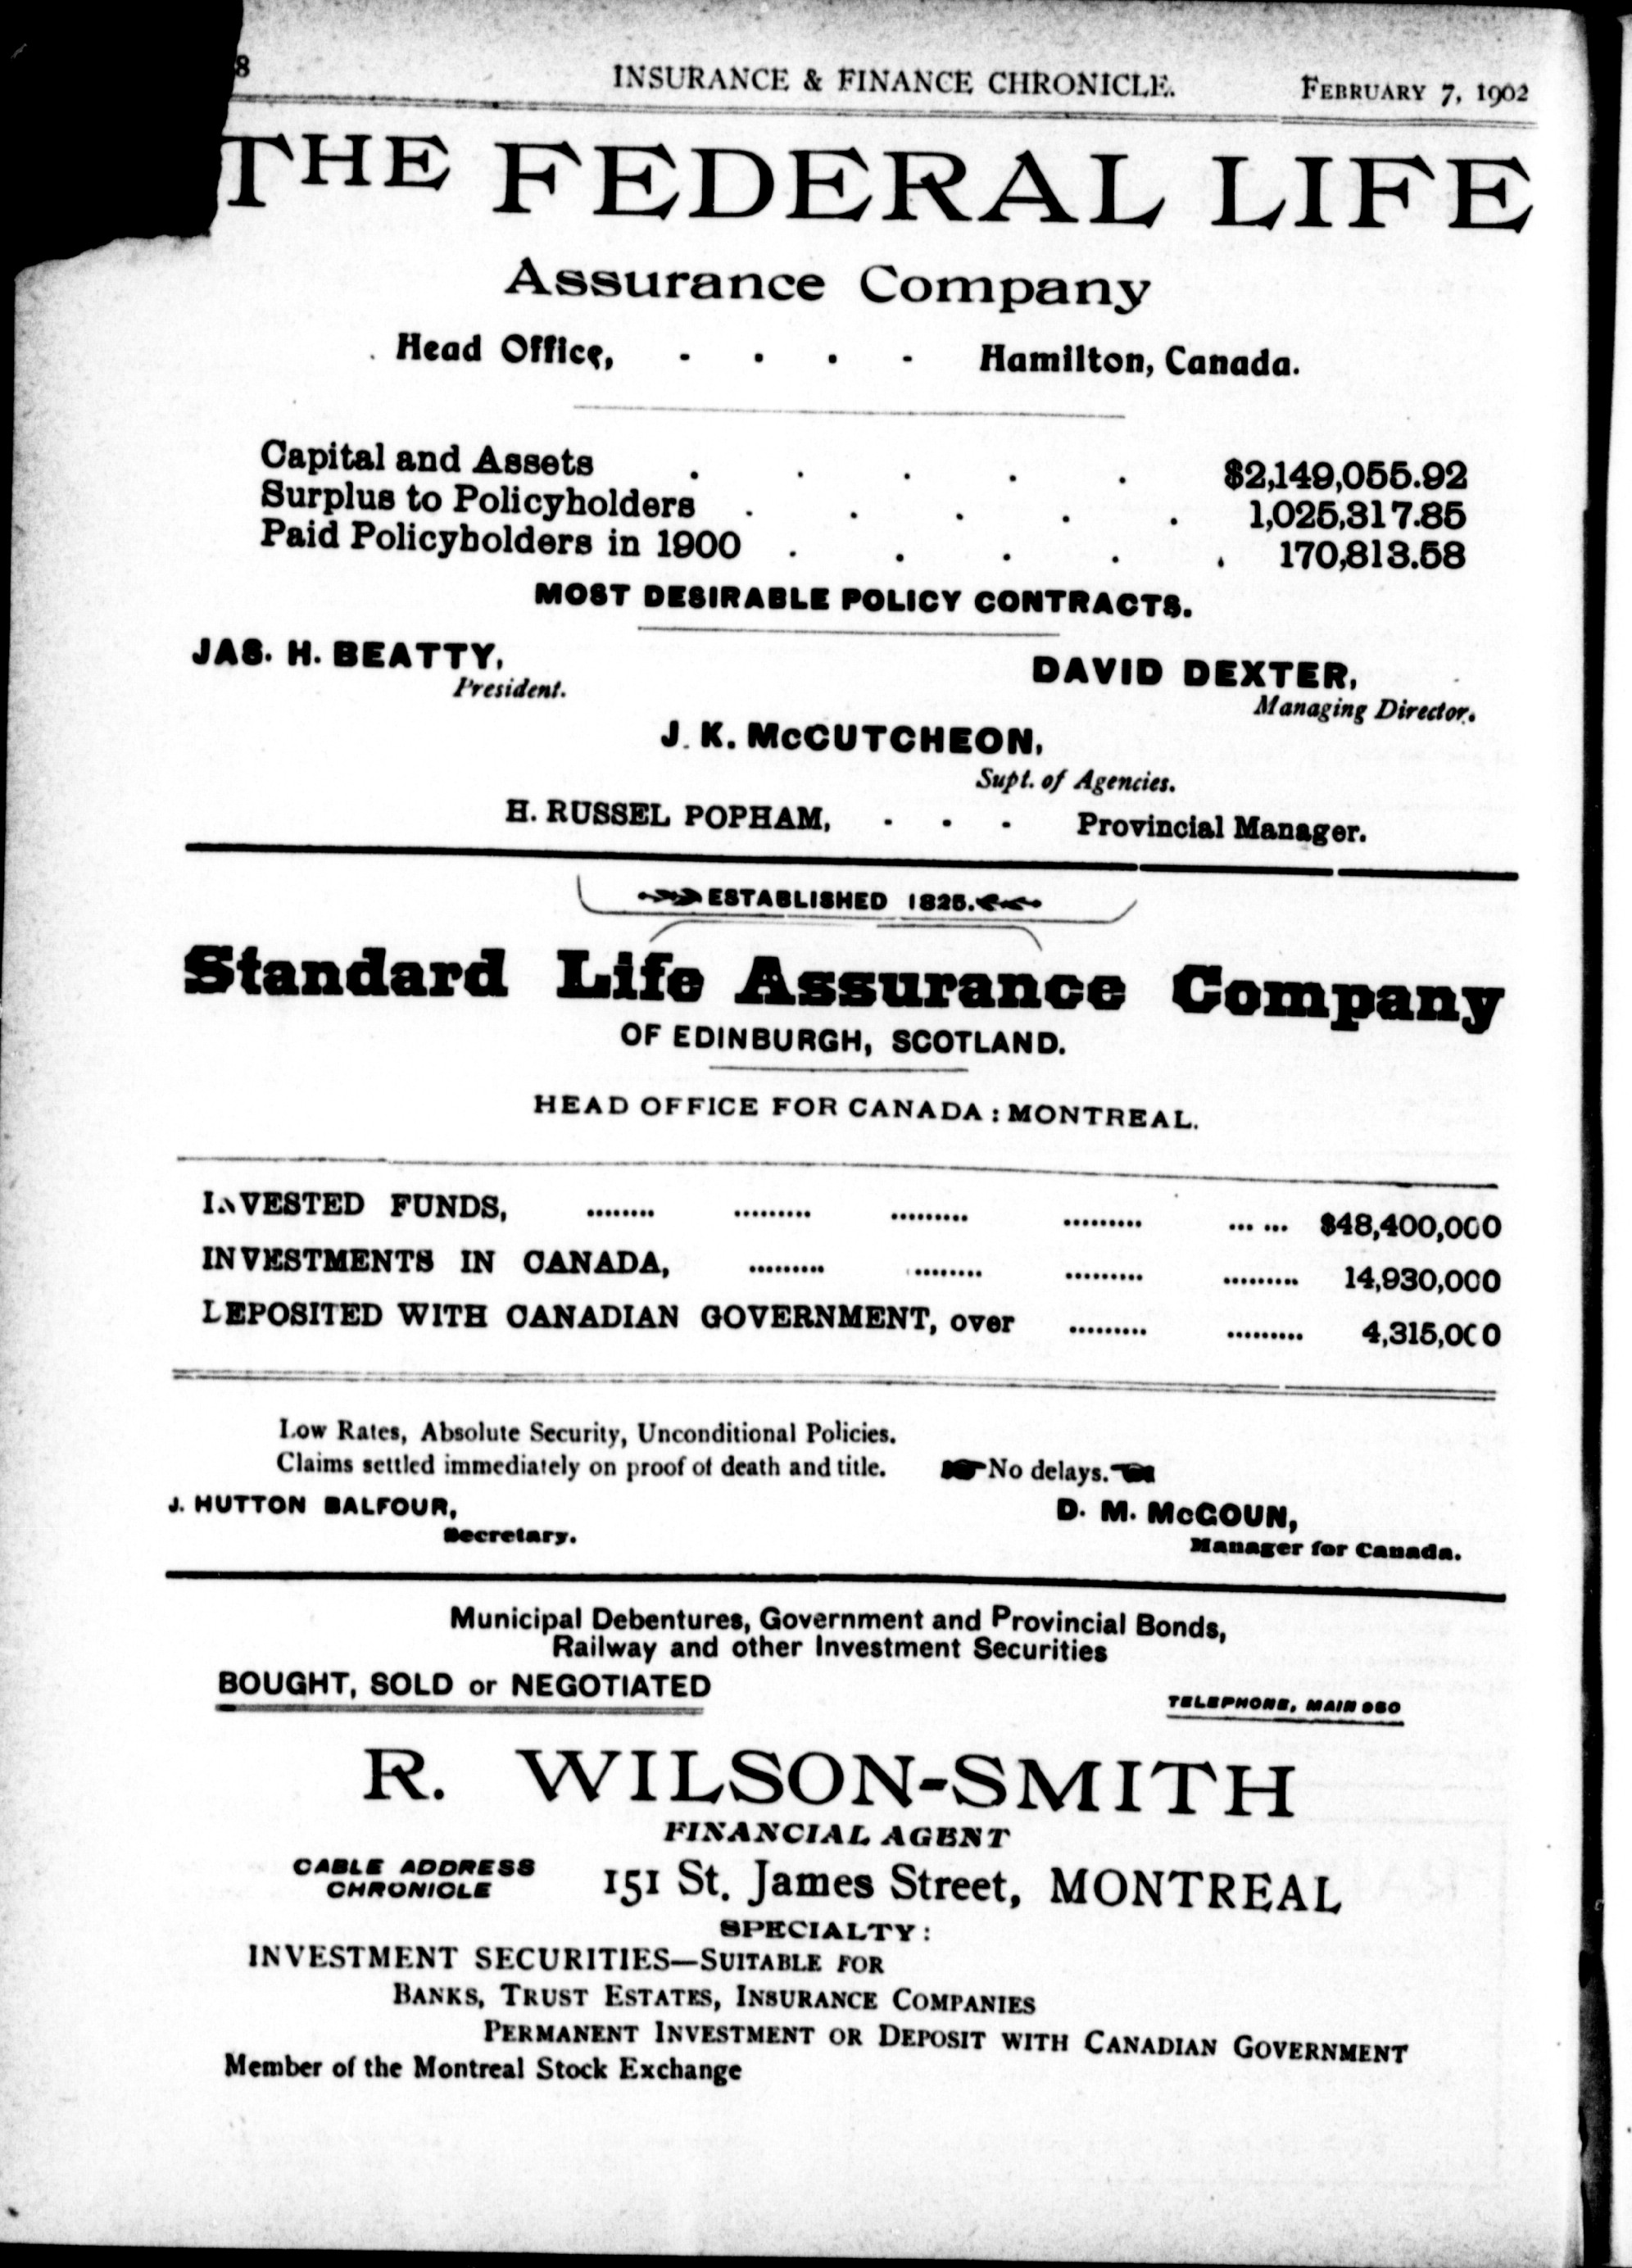 8 INSURANCE & FINANCE CHRONICLE. FEBRUARY 7, 1902
THE FEDERAL LIFE
Assurance Company
Head Office, - - - - Hamilton, Canada.
Capital and Assets . . . . . $2,149,055.92
Surplus to Policyholders . . . . . 1,025,317.85
Paid Policyholders in 1900 . . . . . 170,813.58
MOST DESIRABLE POLICY CONTRACTS.
JAS. H. BEATTY,
President.
DAVID DEXTER,
Managing Director.
J. K. McCUTCHEON,
Supt. of Agencies.
H. RUSSEL POPHAM, - - - Provincial Manager.
ESTABLISHED 1825.
Standard Life Assurance Company
OF EDINBURGH, SCOTLAND.
HEAD OFFICE FOR CANADA : MONTREAL.
INVESTED FUNDS, ........ ......... ......... ......... ... ... $48,400,000
INVESTMENTS IN CANADA, ......... ......... ......... ......... 14,930,000
DEPOSITED WITH CANADIAN GOVERNMENT, over ......... ......... 4,315,000
Low Rates, Absolute Security, Unconditional Policies.
Claims settled immediately on proof of death and title. No delays.
J. HUTTON BALFOUR,
Secretary.
D. M. McGOUN,
Manager for Canada.
Municipal Debentures, Government and Provincial Bonds,
Railway and other Investment Securities
BOUGHT, SOLD or NEGOTIATED
TELEPHONE, MAIN 950
R. WILSON-SMITH
FINANCIAL AGENT
CABLE ADDRESS
CHRONICLE
151 St. James Street, MONTREAL
SPECIALTY:
INVESTMENT SECURITIES—SUITABLE FOR
BANKS, TRUST ESTATES, INSURANCE COMPANIES
PERMANENT INVESTMENT OR DEPOSIT WITH CANADIAN GOVERNMENT
Member of the Montreal Stock Exchange